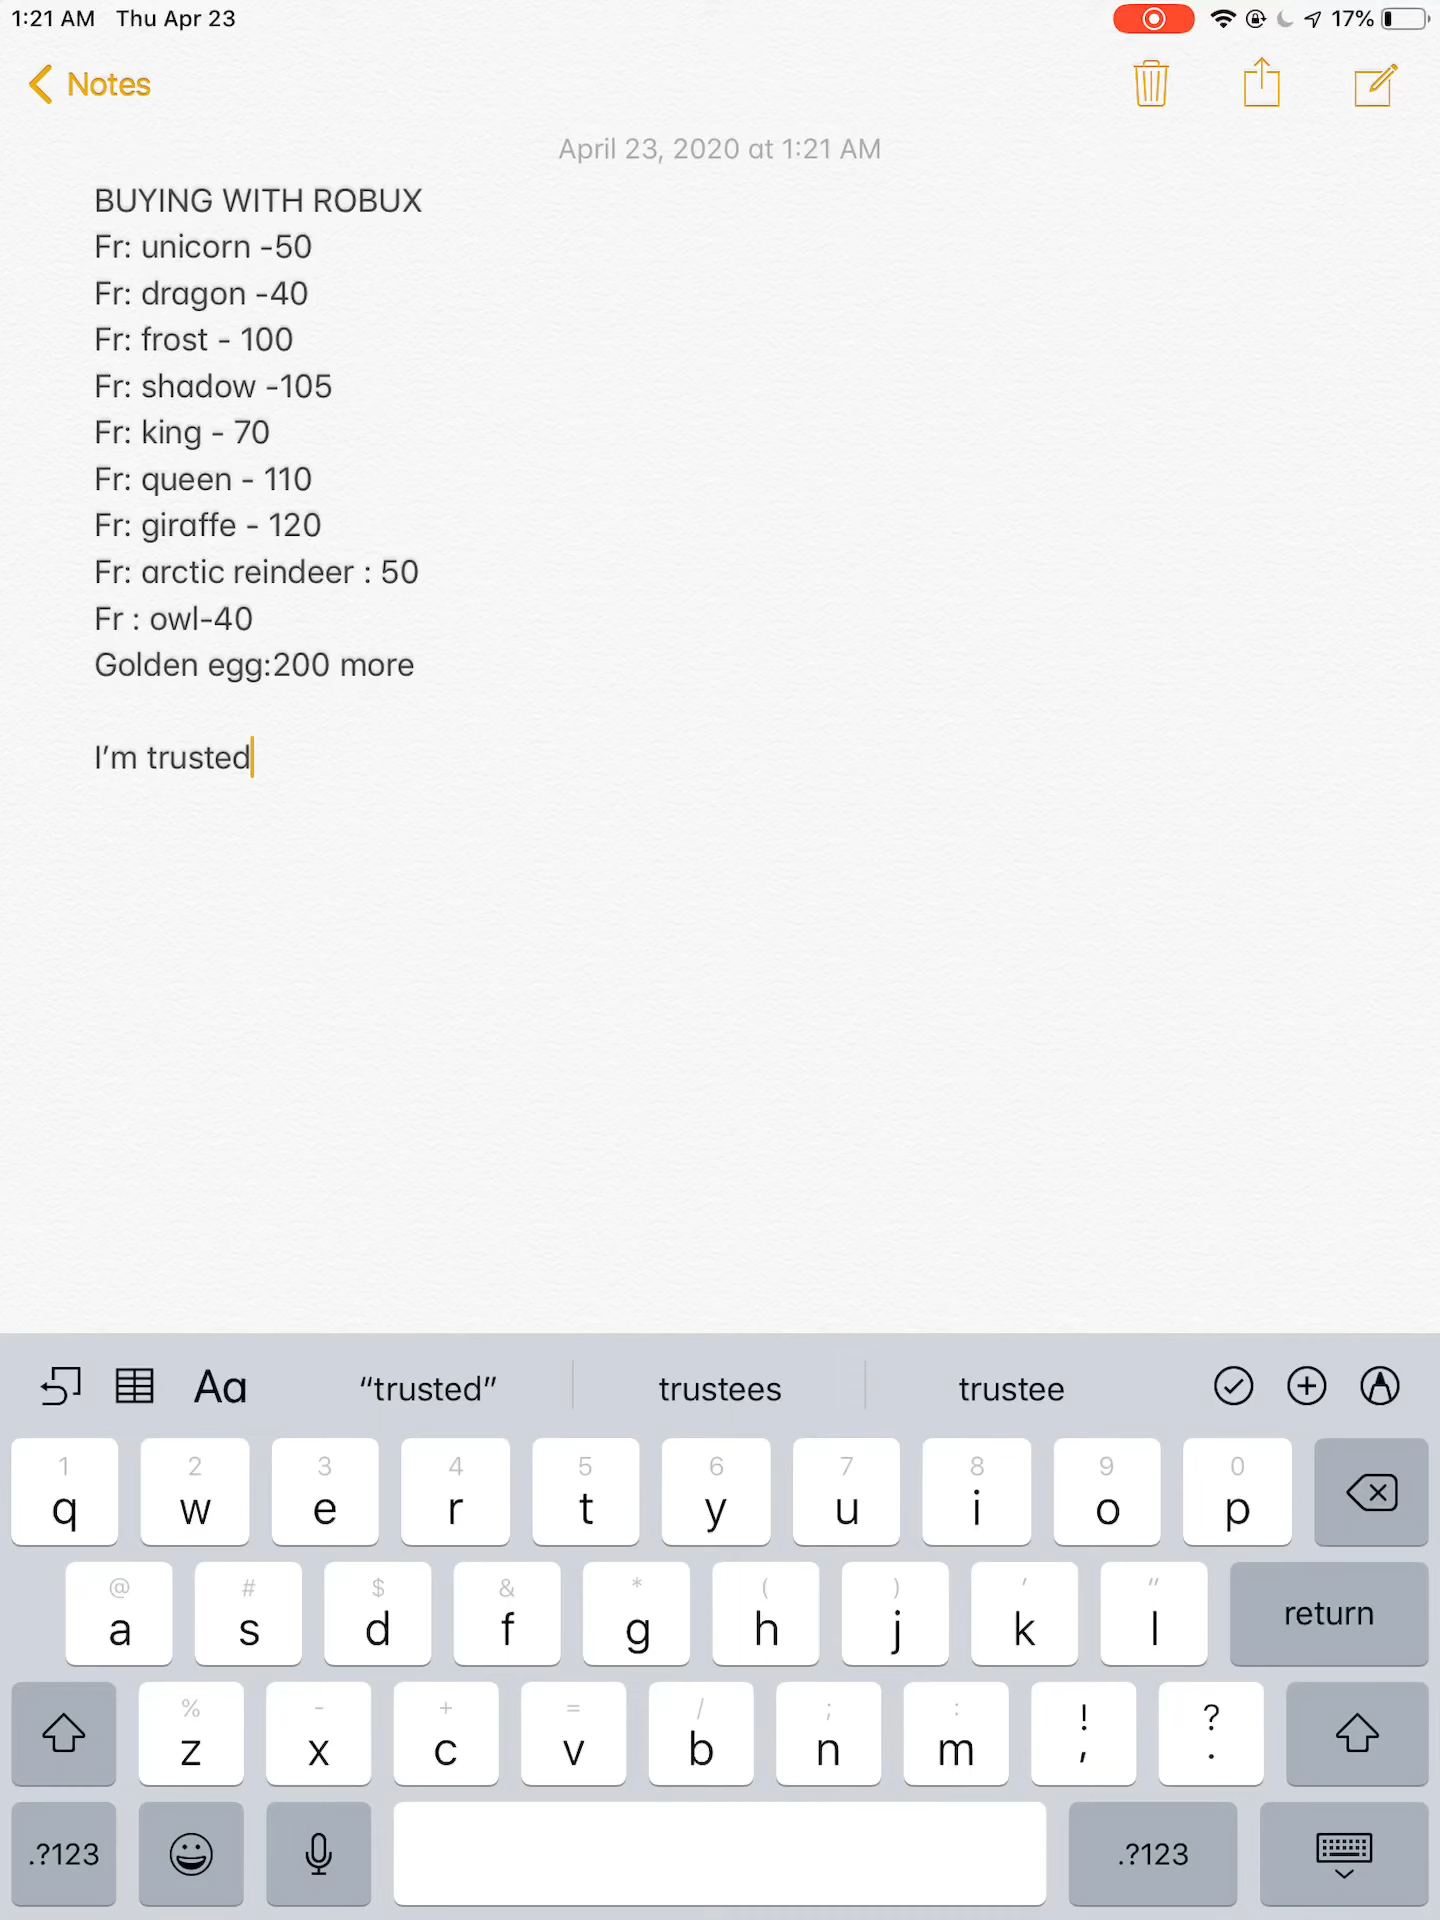 1:21 AM Thu Apr 23 17%
Notes
April 23, 2020 at 1:21 AM
BUYING WITH ROBUX
Fr: unicorn -50
Fr: dragon -40
Fr: frost - 100
Fr: shadow -105
Fr: king - 70
Fr: queen - 110
Fr: giraffe - 120
Fr: arctic reindeer : 50
Fr : owl-40
Golden egg:200 more
I’m trusted
Aa “trusted” trustees trustee
1 2 3 4 5 6 7 8 9 0
q w e r t y u i o p
@ # $ & * ( ) ' "
a s d f g h j k l return
% - + = / ; : ! ?
z x c v b n m , .
.?123 .?123